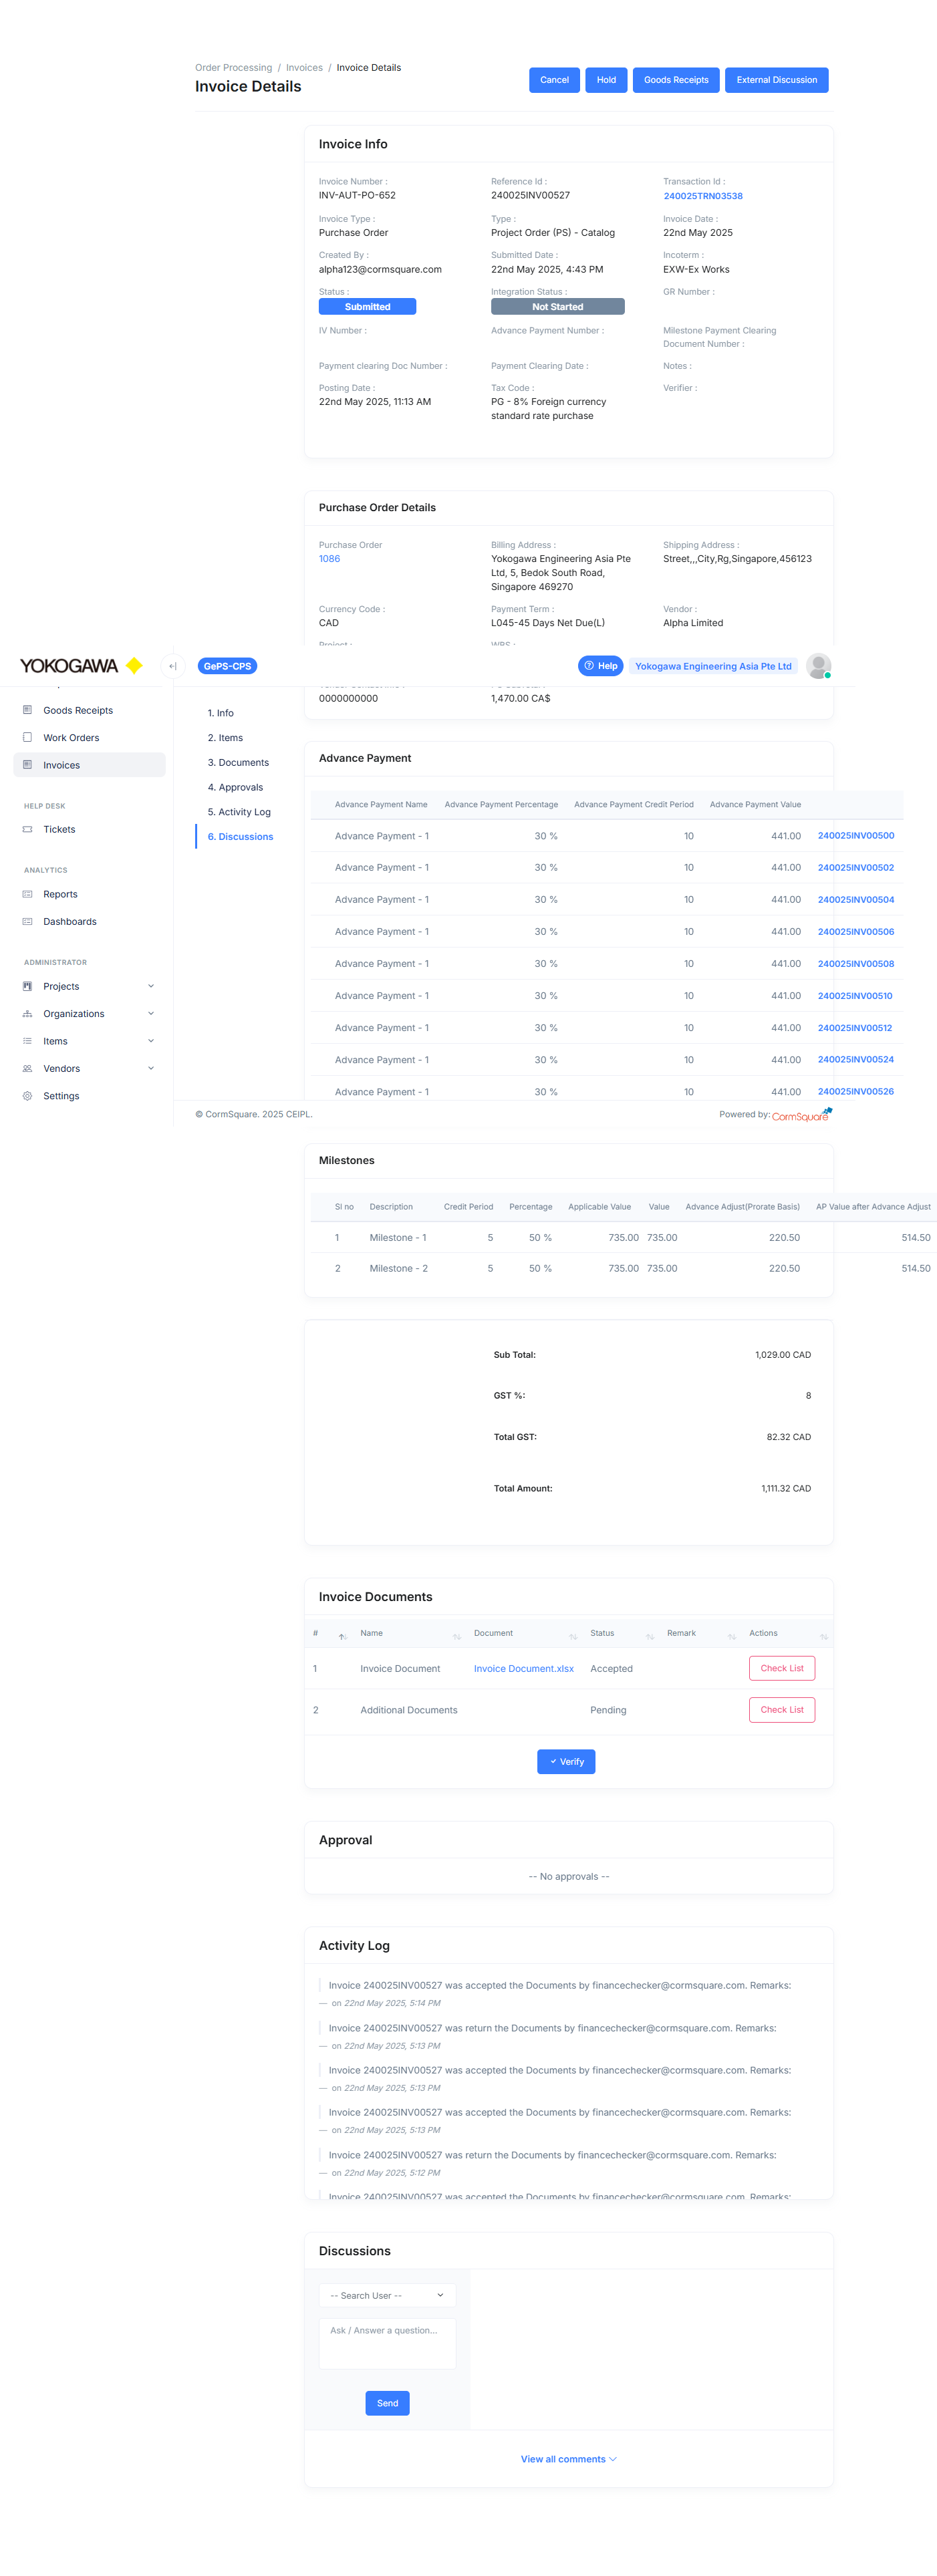 Order Processing / Invoices / Invoice Details
Invoice Details
Cancel
Hold
Goods Receipts
External Discussion
Invoice Info
Invoice Number :
INV-AUT-PO-652
Reference Id :
240025INV00527
Transaction Id :
240025TRN03538
Invoice Type :
Purchase Order
Type :
Project Order (PS) - Catalog
Invoice Date :
22nd May 2025
Created By :
alpha123@cormsquare.com
Submitted Date :
22nd May 2025, 4:43 PM
Incoterm :
EXW-Ex Works
Status :
Submitted
Integration Status :
Not Started
GR Number :
IV Number :
Advance Payment Number :
Milestone Payment Clearing
Document Number :
Payment clearing Doc Number :
Payment Clearing Date :
Notes :
Posting Date :
22nd May 2025, 11:13 AM
Tax Code :
PG - 8% Foreign currency
standard rate purchase
Verifier :
Purchase Order Details
Purchase Order
1086
Billing Address :
Yokogawa Engineering Asia Pte
Ltd, 5, Bedok South Road,
Singapore 469270
Shipping Address :
Street,,,City,Rg,Singapore,456123
Currency Code :
CAD
Payment Term :
L045-45 Days Net Due(L)
Vendor :
Alpha Limited
Project :
WBS :
YOKOGAWA
GePS-CPS
Help
Yokogawa Engineering Asia Pte Ltd
0000000000
1,470.00 CA$
Goods Receipts
Work Orders
Invoices
HELP DESK
Tickets
ANALYTICS
Reports
Dashboards
ADMINISTRATOR
Projects
Organizations
Items
Vendors
Settings
1. Info
2. Items
3. Documents
4. Approvals
5. Activity Log
6. Discussions
Advance Payment
Advance Payment Name Advance Payment Percentage Advance Payment Credit Period Advance Payment Value
Advance Payment - 1 30 % 10 441.00 240025INV00500
Advance Payment - 1 30 % 10 441.00 240025INV00502
Advance Payment - 1 30 % 10 441.00 240025INV00504
Advance Payment - 1 30 % 10 441.00 240025INV00506
Advance Payment - 1 30 % 10 441.00 240025INV00508
Advance Payment - 1 30 % 10 441.00 240025INV00510
Advance Payment - 1 30 % 10 441.00 240025INV00512
Advance Payment - 1 30 % 10 441.00 240025INV00524
Advance Payment - 1 30 % 10 441.00 240025INV00526
© CormSquare. 2025 CEIPL.
Powered by: CormSquare
Milestones
Sl no Description Credit Period Percentage Applicable Value Value Advance Adjust(Prorate Basis) AP Value after Advance Adjust
1 Milestone - 1 5 50 % 735.00 735.00 220.50 514.50
2 Milestone - 2 5 50 % 735.00 735.00 220.50 514.50
Sub Total: 1,029.00 CAD
GST %: 8
Total GST: 82.32 CAD
Total Amount: 1,111.32 CAD
Invoice Documents
# Name Document Status Remark Actions
1 Invoice Document Invoice Document.xlsx Accepted Check List
2 Additional Documents Pending Check List
Verify
Approval
-- No approvals --
Activity Log
Invoice 240025INV00527 was accepted the Documents by financechecker@cormsquare.com. Remarks:
— on 22nd May 2025, 5:14 PM
Invoice 240025INV00527 was return the Documents by financechecker@cormsquare.com. Remarks:
— on 22nd May 2025, 5:13 PM
Invoice 240025INV00527 was accepted the Documents by financechecker@cormsquare.com. Remarks:
— on 22nd May 2025, 5:13 PM
Invoice 240025INV00527 was accepted the Documents by financechecker@cormsquare.com. Remarks:
— on 22nd May 2025, 5:13 PM
Invoice 240025INV00527 was return the Documents by financechecker@cormsquare.com. Remarks:
— on 22nd May 2025, 5:12 PM
Invoice 240025INV00527 was accepted the Documents by financechecker@cormsquare.com. Remarks:
Discussions
-- Search User --
Ask / Answer a question...
Send
View all comments